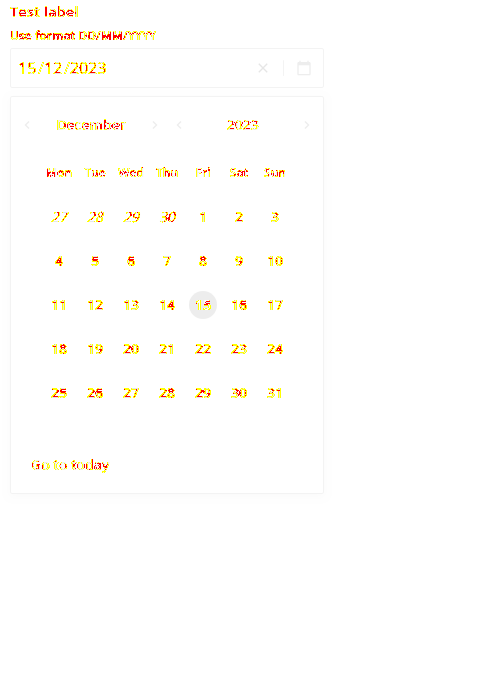 Test label
Use format DD/MM/YYYY
15/12/2023
December 2023
Mon Tue Wed Thu Fri Sat Sun
27 28 29 30 1 2 3
4 5 6 7 8 9 10
11 12 13 14 15 16 17
18 19 20 21 22 23 24
25 26 27 28 29 30 31
Go to today